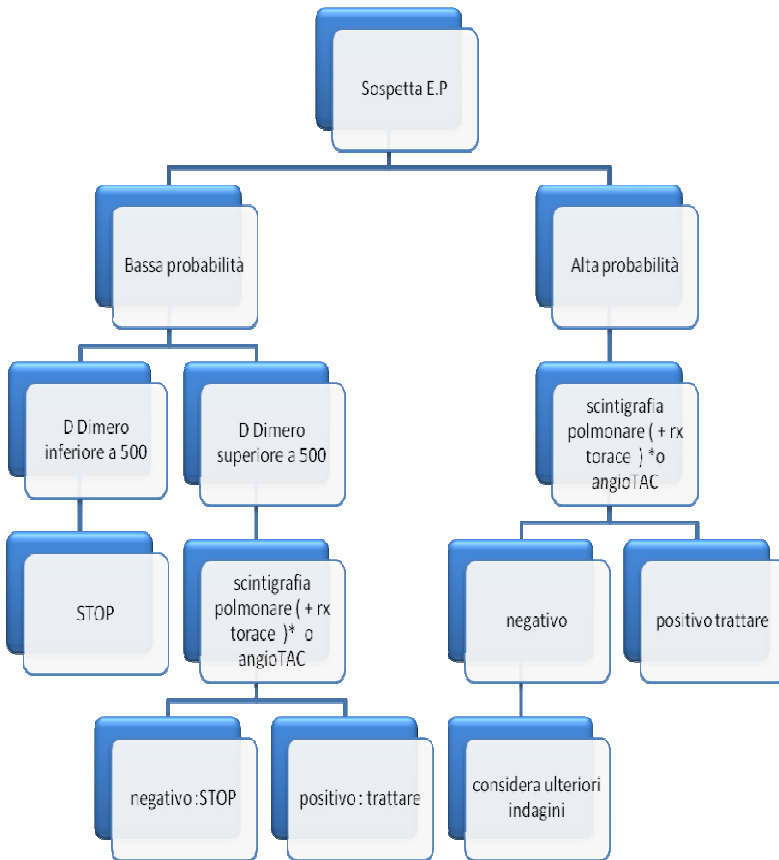 Sospetta E.P
Bassa probabilità
Alta probabilità
D Dimero
inferiore a 500
D Dimero
superiore a 500
scintigrafia
polmonare ( + rx
torace ) *o
angioTAC
STOP
scintigrafia
polmonare ( + rx
torace )* o
angioTAC
negativo
positivo trattare
negativo :STOP
positivo : trattare
considera ulteriori
indagini